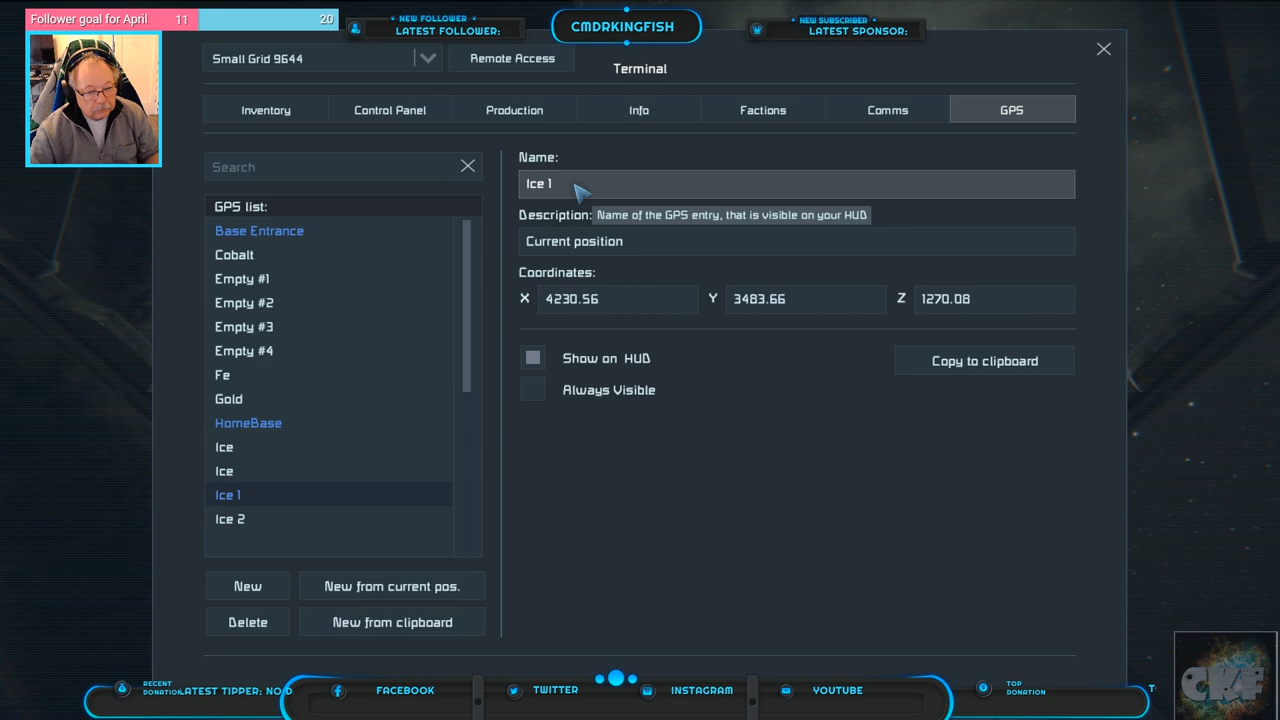 Follower goal for April 11 20
NEW FOLLOWER
LATEST FOLLOWER:
CMDRKINGFISH
NEW SUBSCRIBER
LATEST SPONSOR:
Small Grid 9644
Remote Access
Terminal
Inventory
Control Panel
Production
Info
Factions
Comms
GPS
Search
GPS list:
Base Entrance
Cobalt
Empty #1
Empty #2
Empty #3
Empty #4
Fe
Gold
HomeBase
Ice
Ice
Ice 1
Ice 2
New
New from current pos.
Delete
New from clipboard
Name:
Ice 1
Description:
Name of the GPS entry, that is visible on your HUD
Current position
Coordinates:
X 4230.56 Y 3483.66 Z 1270.08
Show on HUD
Copy to clipboard
Always Visible
RECENT
DONATION
LATEST TIPPER: NO
FACEBOOK
TWITTER
INSTAGRAM
YOUTUBE
TOP
DONATION
CKF